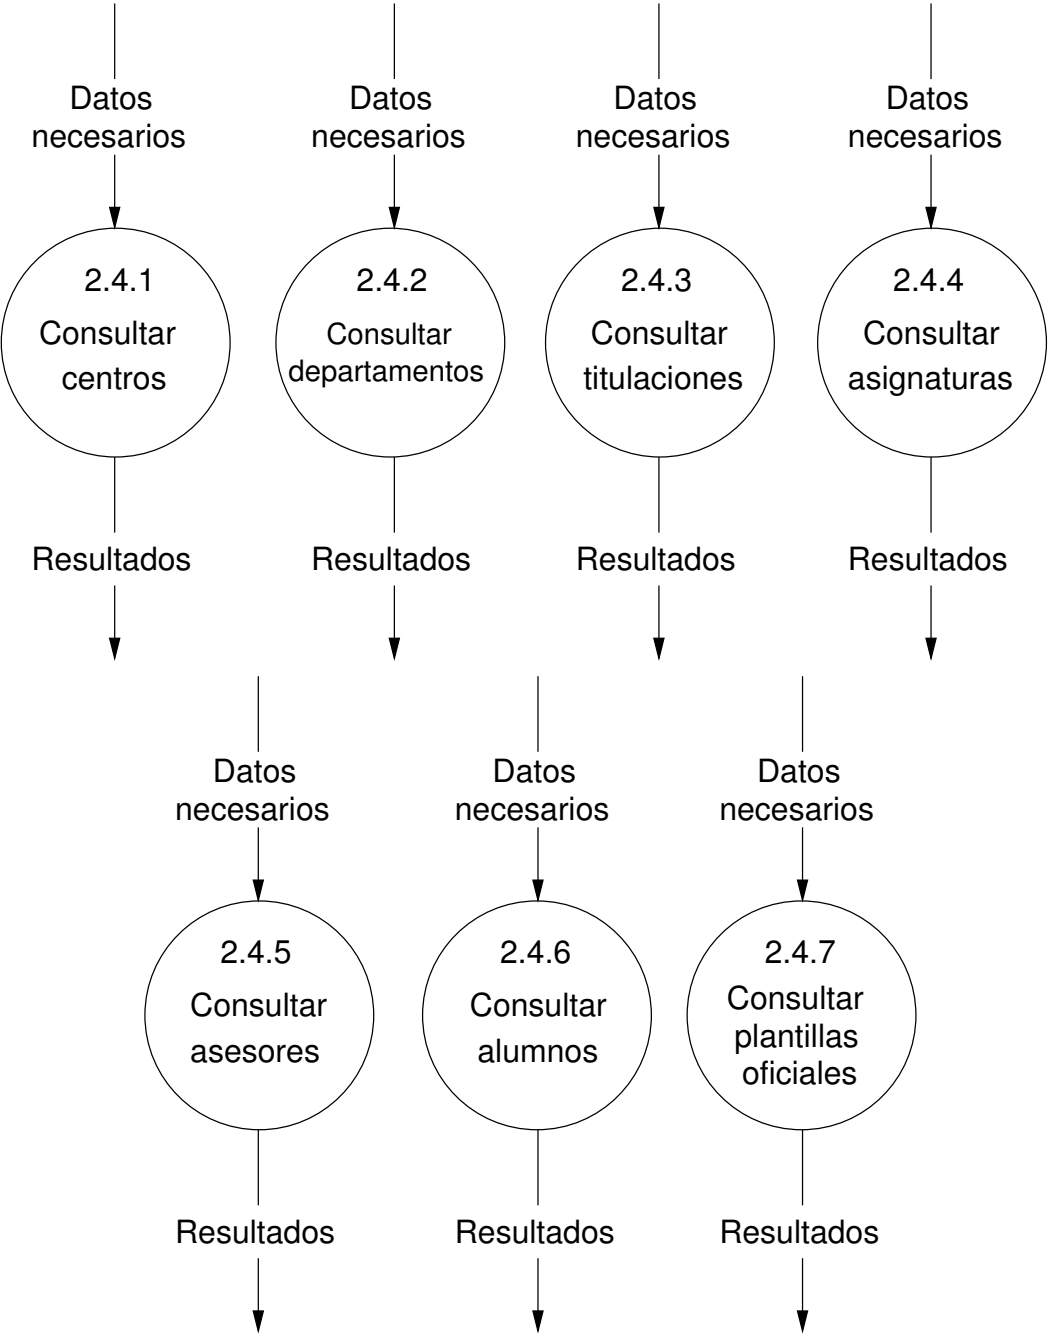 Datos
necesarios
Datos
necesarios
Datos
necesarios
Datos
necesarios
2.4.1
Consultar
centros
2.4.2
Consultar
departamentos
2.4.3
Consultar
titulaciones
2.4.4
Consultar
asignaturas
Resultados
Resultados
Resultados
Resultados
Datos
necesarios
Datos
necesarios
Datos
necesarios
2.4.5
Consultar
asesores
2.4.6
Consultar
alumnos
2.4.7
Consultar
plantillas
oficiales
Resultados
Resultados
Resultados